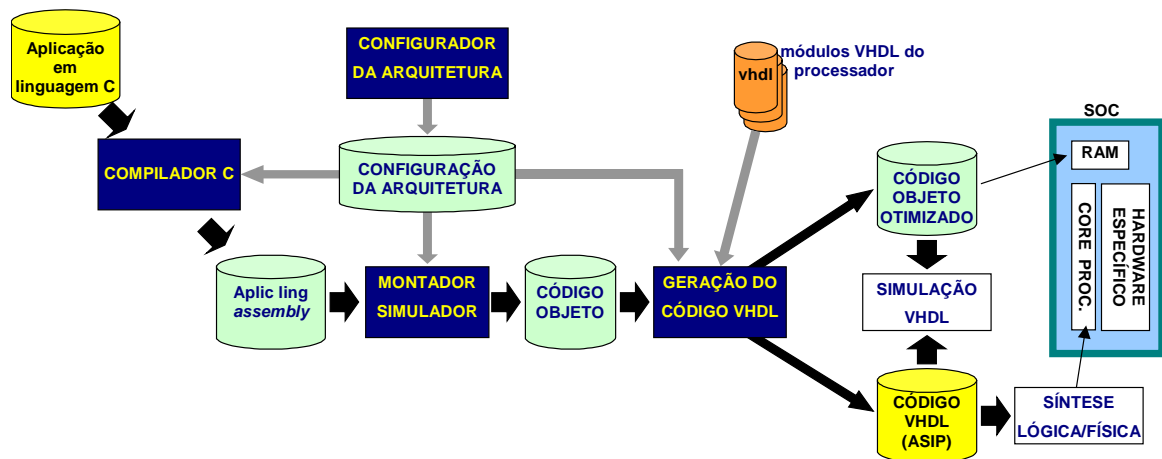 Aplicação
em
linguagem C
CONFIGURADOR
DA ARQUITETURA
vhdl
módulos VHDL do
processador
SOC
COMPILADOR C
CONFIGURAÇÃO
DA ARQUITETURA
CÓDIGO
OBJETO
OTIMIZADO
RAM
CORE PROC.
HARDWARE
ESPECÍFICO
Aplic ling
assembly
MONTADOR
SIMULADOR
CÓDIGO
OBJETO
GERAÇÃO DO
CÓDIGO VHDL
SIMULAÇÃO
VHDL
CÓDIGO
VHDL
(ASIP)
SÍNTESE
LÓGICA/FÍSICA